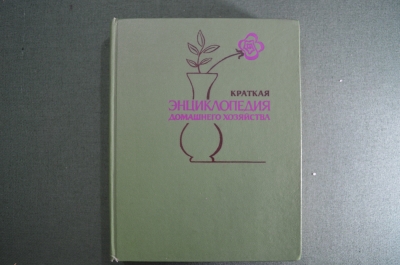 КРАТКАЯ
ЭНЦИКЛОПЕДИЯ
ДОМАШНЕГО ХОЗЯЙСТВА